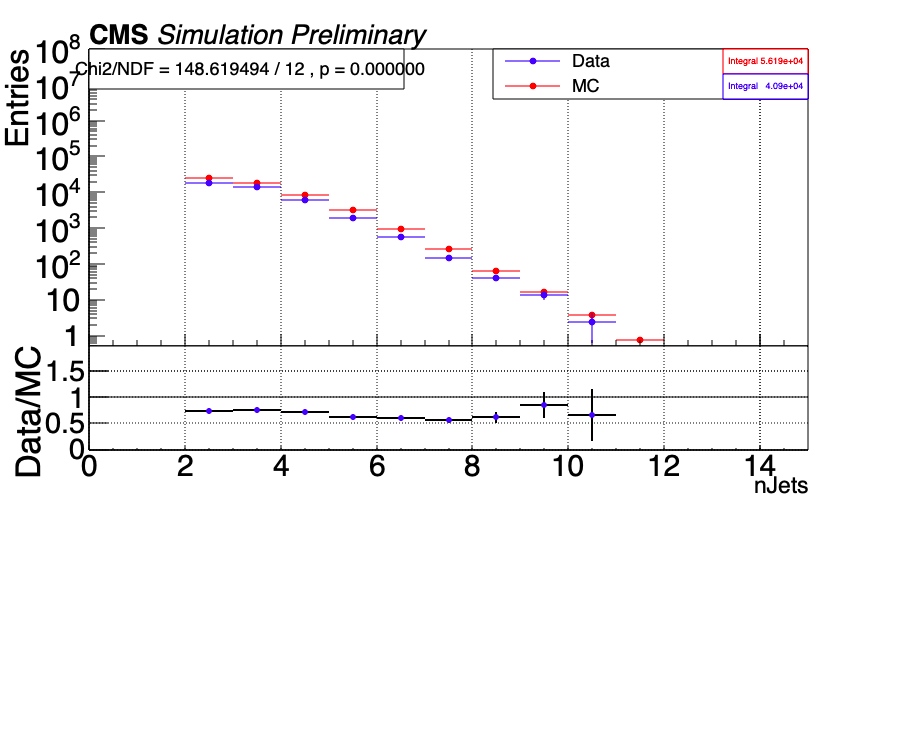 CMS Simulation Preliminary
Entries
10^8
10^7
10^6
10^5
10^4
10^3
10^2
10
1
Chi2/NDF = 148.619494 / 12 , p = 0.000000
Data
MC
Integral 5.619e+04
Integral 4.09e+04
Data/MC
1.5
1
0.5
0
0 2 4 6 8 10 12 14
nJets